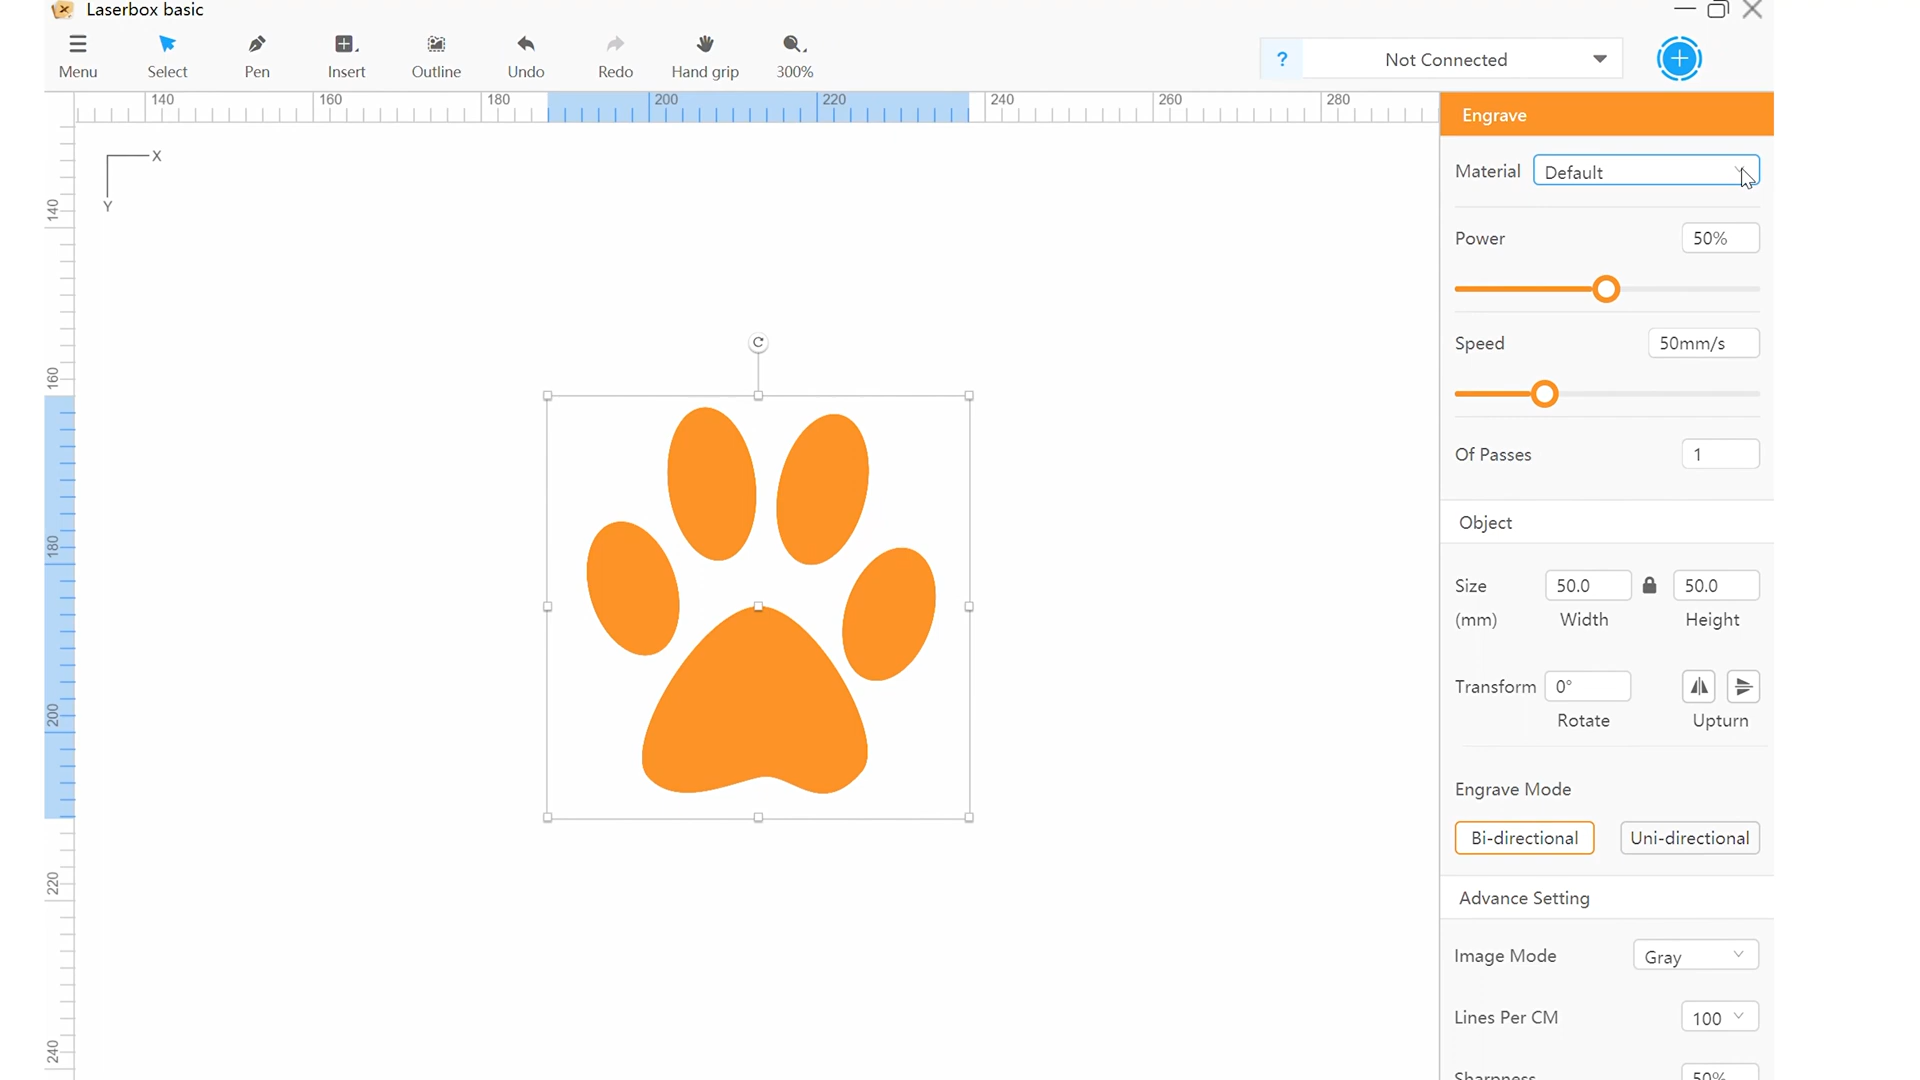 Laserbox basic
Menu
Select
Pen
Insert
Outline
Undo
Redo
Hand grip
300%
?
Not Connected
140 160 180 200 220 240 260 280
X
Y
140
160
180
200
220
240
Engrave
Material Default
Power 50%
Speed 50mm/s
Of Passes 1
Object
Size 50.0 50.0
(mm) Width Height
Transform 0°
Rotate Upturn
Engrave Mode
Bi-directional Uni-directional
Advance Setting
Image Mode Gray
Lines Per CM 100
Sharpness 50%